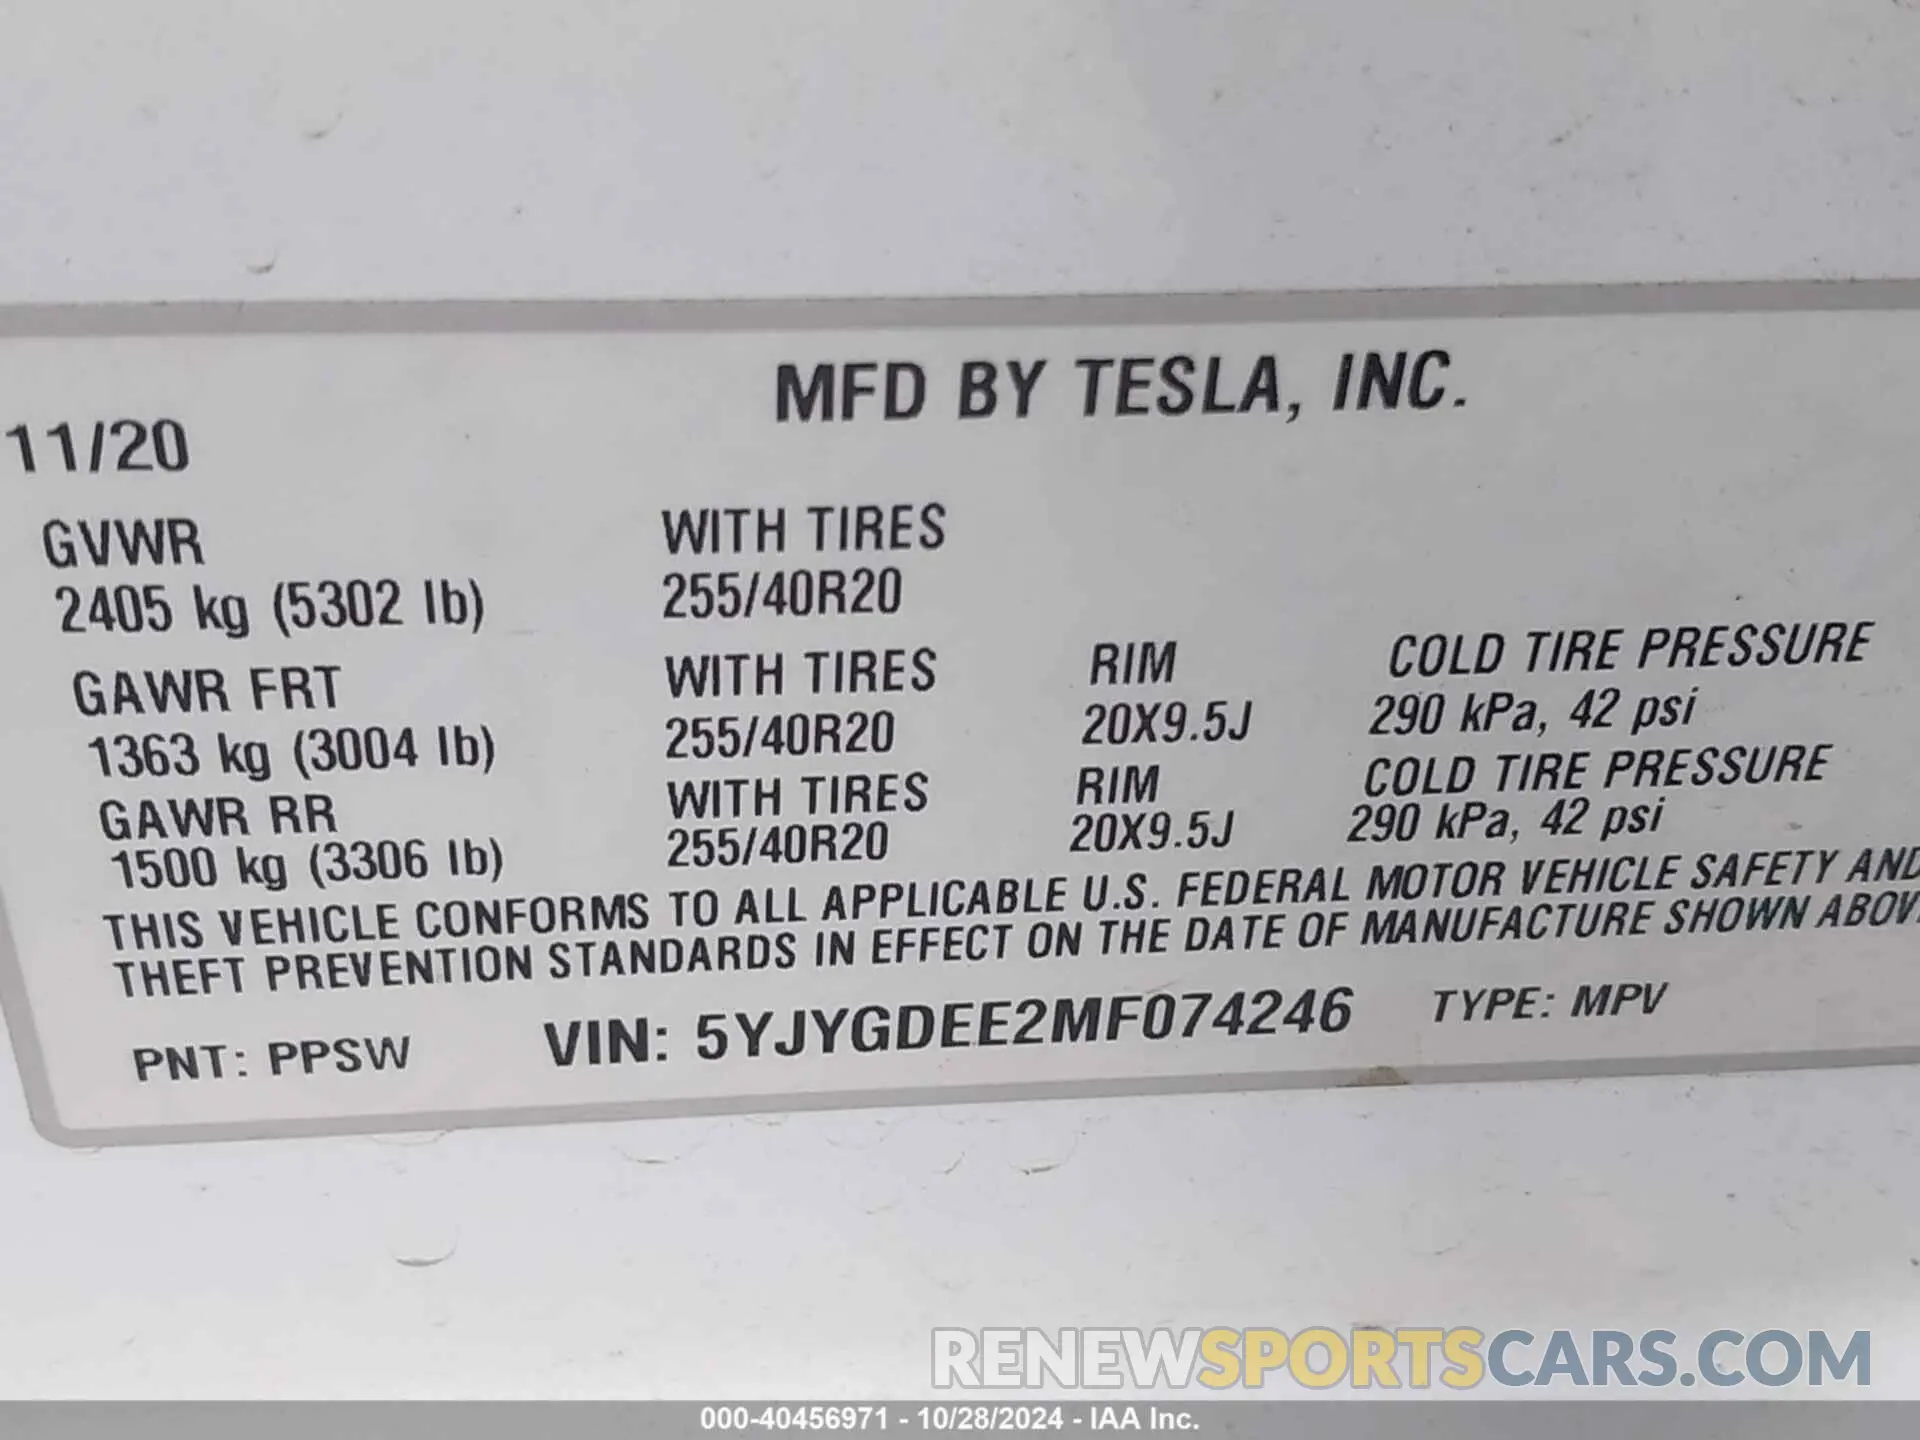 MFD BY TESLA, INC.
11/20
GVWR WITH TIRES
2405 kg (5302 lb) 255/40R20
GAWR FRT WITH TIRES RIM COLD TIRE PRESSURE
1363 kg (3004 lb) 255/40R20 20X9.5J 290 kPa, 42 psi
GAWR RR WITH TIRES RIM COLD TIRE PRESSURE
1500 kg (3306 lb) 255/40R20 20X9.5J 290 kPa, 42 psi
THIS VEHICLE CONFORMS TO ALL APPLICABLE U.S. FEDERAL MOTOR VEHICLE SAFETY AND
THEFT PREVENTION STANDARDS IN EFFECT ON THE DATE OF MANUFACTURE SHOWN ABOV
PNT: PPSW VIN: 5YJYGDEE2MF074246 TYPE: MPV
RENEWSPORTSCARS.COM
000-40456971 - 10/28/2024 - IAA Inc.